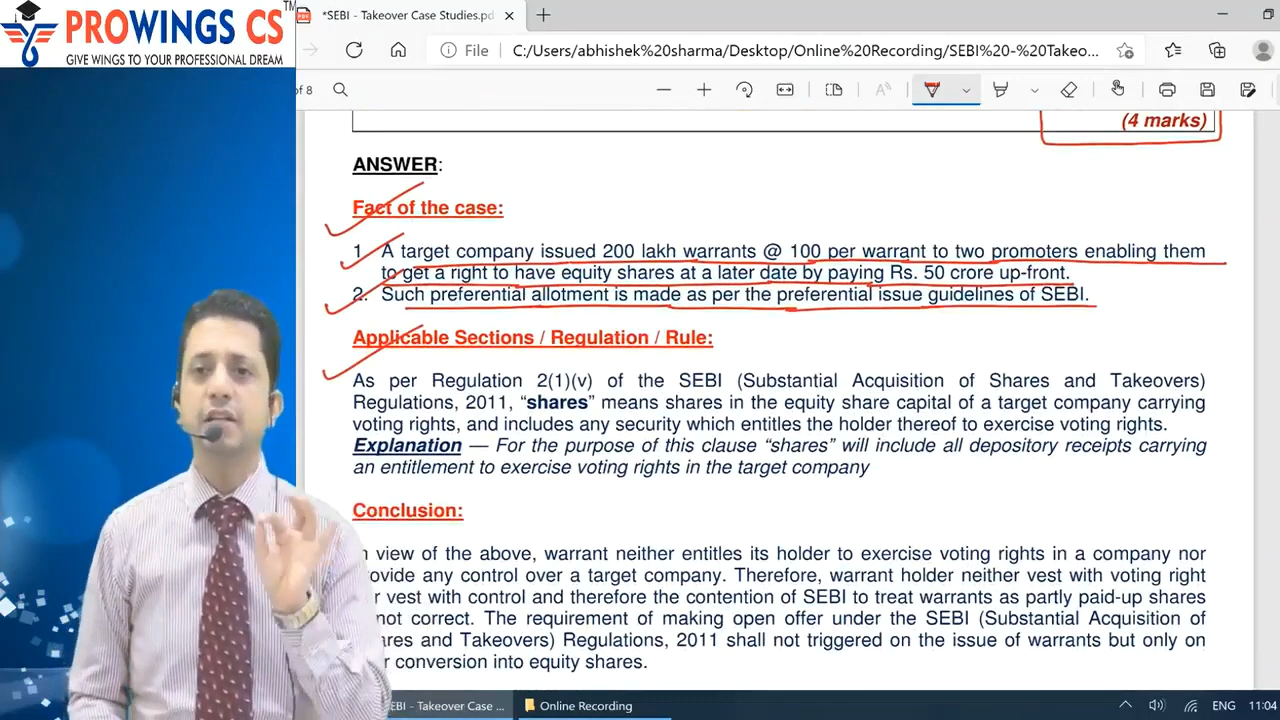 PROWINGS CS TM
GIVE WINGS TO YOUR PROFESSIONAL DREAM
*SEBI - Takeover Case Studies.pd
File C:/Users/abhishek%20sharma/Desktop/Online%20Recording/SEBI%20-%20Takeo...
of 8
(4 marks)
ANSWER:
Fact of the case:
1. A target company issued 200 lakh warrants @ 100 per warrant to two promoters enabling them
to get a right to have equity shares at a later date by paying Rs. 50 crore up-front.
2. Such preferential allotment is made as per the preferential issue guidelines of SEBI.
Applicable Sections / Regulation / Rule:
As per Regulation 2(1)(v) of the SEBI (Substantial Acquisition of Shares and Takeovers)
Regulations, 2011, “shares” means shares in the equity share capital of a target company carrying
voting rights, and includes any security which entitles the holder thereof to exercise voting rights.
Explanation — For the purpose of this clause “shares” will include all depository receipts carrying
an entitlement to exercise voting rights in the target company
Conclusion:
view of the above, warrant neither entitles its holder to exercise voting rights in a company nor
any control over a target company. Therefore, warrant holder neither vest with voting right
vest with control and therefore the contention of SEBI to treat warrants as partly paid-up shares
not correct. The requirement of making open offer under the SEBI (Substantial Acquisition of
and Takeovers) Regulations, 2011 shall not triggered on the issue of warrants but only on
conversion into equity shares.
EBI - Takeover Case ... Online Recording ENG 11:04